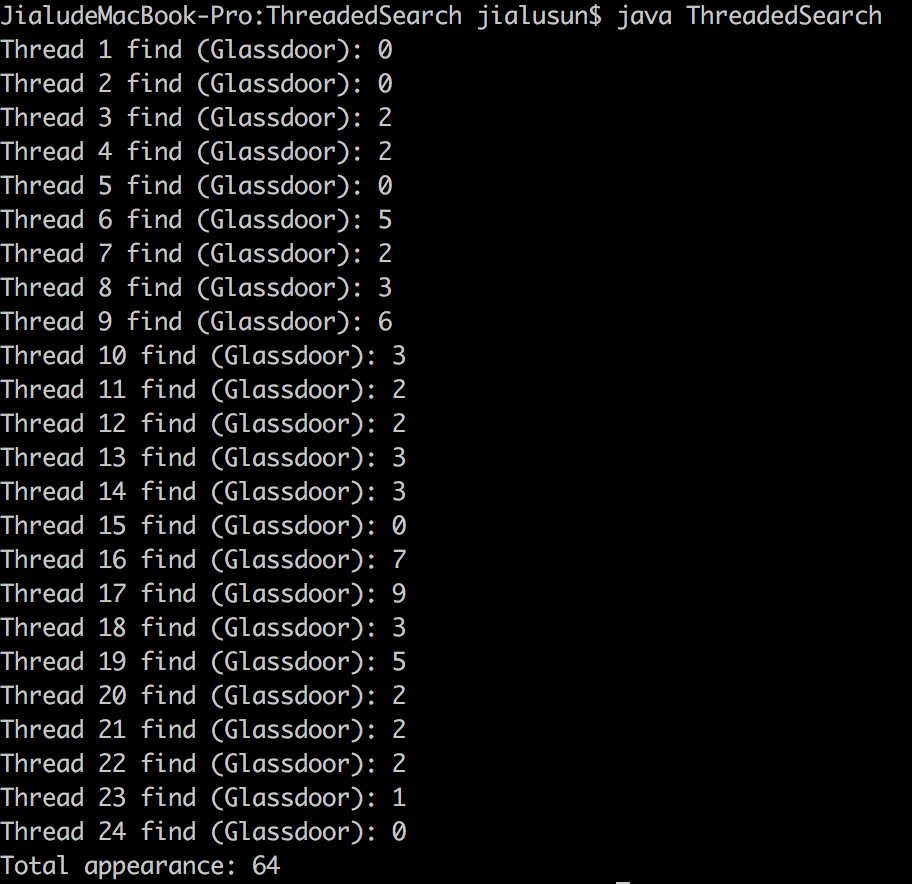 JialudeMacBook-Pro:ThreadedSearch jialusun$ java ThreadedSearch
Thread 1 find (Glassdoor): 0
Thread 2 find (Glassdoor): 0
Thread 3 find (Glassdoor): 2
Thread 4 find (Glassdoor): 2
Thread 5 find (Glassdoor): 0
Thread 6 find (Glassdoor): 5
Thread 7 find (Glassdoor): 2
Thread 8 find (Glassdoor): 3
Thread 9 find (Glassdoor): 6
Thread 10 find (Glassdoor): 3
Thread 11 find (Glassdoor): 2
Thread 12 find (Glassdoor): 2
Thread 13 find (Glassdoor): 3
Thread 14 find (Glassdoor): 3
Thread 15 find (Glassdoor): 0
Thread 16 find (Glassdoor): 7
Thread 17 find (Glassdoor): 9
Thread 18 find (Glassdoor): 3
Thread 19 find (Glassdoor): 5
Thread 20 find (Glassdoor): 2
Thread 21 find (Glassdoor): 2
Thread 22 find (Glassdoor): 2
Thread 23 find (Glassdoor): 1
Thread 24 find (Glassdoor): 0
Total appearance: 64